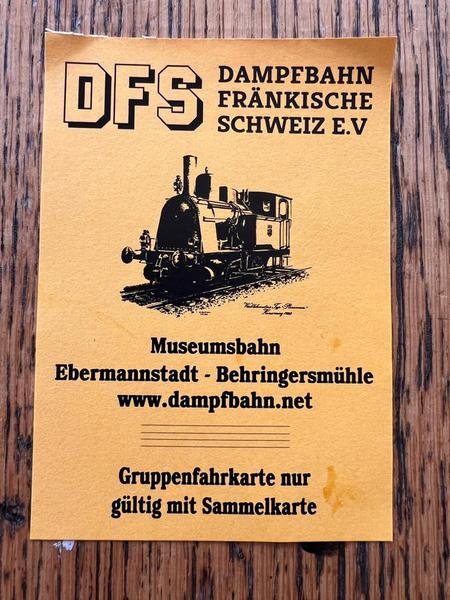 DFS
DAMPFBAHN
FRÄNKISCHE
SCHWEIZ E.V
Museumsbahn
Ebermannstadt - Behringersmühle
www.dampfbahn.net
Gruppenfahrkarte nur
gültig mit Sammelkarte